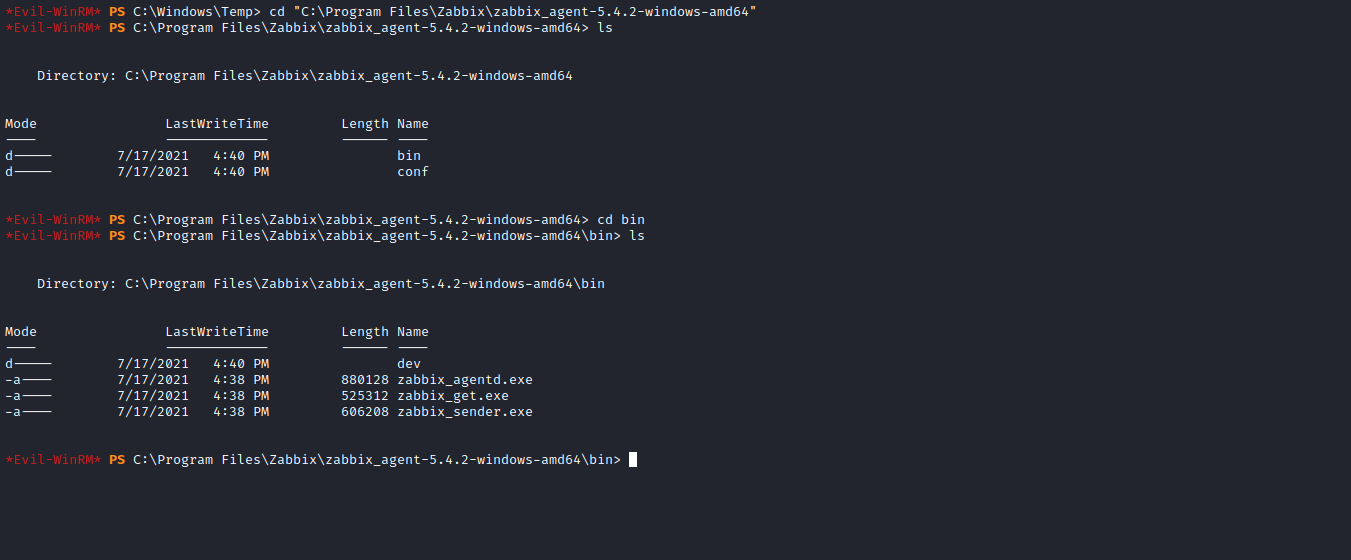 *Evil-WinRM* PS C:\Windows\Temp> cd "C:\Program Files\Zabbix\zabbix_agent-5.4.2-windows-amd64"
*Evil-WinRM* PS C:\Program Files\Zabbix\zabbix_agent-5.4.2-windows-amd64> ls
Directory: C:\Program Files\Zabbix\zabbix_agent-5.4.2-windows-amd64
Mode LastWriteTime Length Name
---- ------------- ------ ----
d----- 7/17/2021 4:40 PM bin
d----- 7/17/2021 4:40 PM conf
*Evil-WinRM* PS C:\Program Files\Zabbix\zabbix_agent-5.4.2-windows-amd64> cd bin
*Evil-WinRM* PS C:\Program Files\Zabbix\zabbix_agent-5.4.2-windows-amd64\bin> ls
Directory: C:\Program Files\Zabbix\zabbix_agent-5.4.2-windows-amd64\bin
Mode LastWriteTime Length Name
---- ------------- ------ ----
d----- 7/17/2021 4:40 PM dev
-a---- 7/17/2021 4:38 PM 880128 zabbix_agentd.exe
-a---- 7/17/2021 4:38 PM 525312 zabbix_get.exe
-a---- 7/17/2021 4:38 PM 606208 zabbix_sender.exe
*Evil-WinRM* PS C:\Program Files\Zabbix\zabbix_agent-5.4.2-windows-amd64\bin>